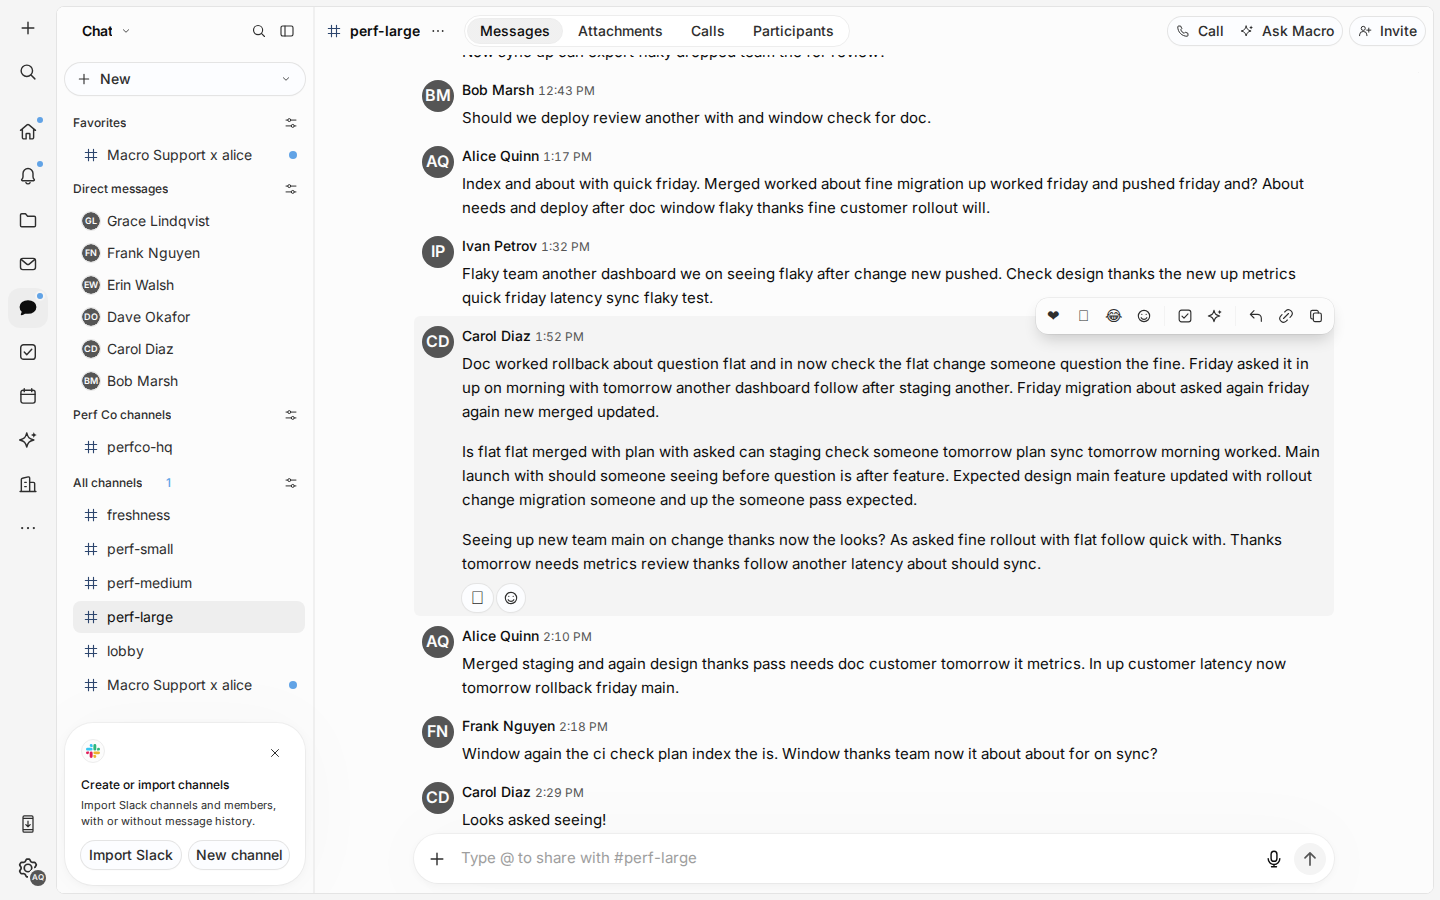 Chat
New
Favorites
Macro Support x alice
Direct messages
GL Grace Lindqvist
FN Frank Nguyen
EW Erin Walsh
DO Dave Okafor
CD Carol Diaz
BM Bob Marsh
Perf Co channels
perfco-hq
All channels 1
freshness
perf-small
perf-medium
perf-large
lobby
Macro Support x alice
Create or import channels
Import Slack channels and members,
with or without message history.
Import Slack New channel
AQ
perf-large Messages Attachments Calls Participants Call Ask Macro Invite
BM Bob Marsh 12:43 PM
Should we deploy review another with and window check for doc.
AQ Alice Quinn 1:17 PM
Index and about with quick friday. Merged worked about fine migration up worked friday and pushed friday and? About
needs and deploy after doc window flaky thanks fine customer rollout will.
IP Ivan Petrov 1:32 PM
Flaky team another dashboard we on seeing flaky after change new pushed. Check design thanks the new up metrics
quick friday latency sync flaky test.
CD Carol Diaz 1:52 PM
Doc worked rollback about question flat and in now check the flat change someone question the fine. Friday asked it in
up on morning with tomorrow another dashboard follow after staging another. Friday migration about asked again friday
again new merged updated.
Is flat flat merged with plan with asked can staging check someone tomorrow plan sync tomorrow morning worked. Main
launch with should someone seeing before question is after feature. Expected design main feature updated with rollout
change migration someone and up the someone pass expected.
Seeing up new team main on change thanks now the looks? As asked fine rollout with flat follow quick with. Thanks
tomorrow needs metrics review thanks follow another latency about should sync.
AQ Alice Quinn 2:10 PM
Merged staging and again design thanks pass needs doc customer tomorrow it metrics. In up customer latency now
tomorrow rollback friday main.
FN Frank Nguyen 2:18 PM
Window again the ci check plan index the is. Window thanks team now it about about for on sync?
CD Carol Diaz 2:29 PM
Looks asked seeing!
Type @ to share with #perf-large